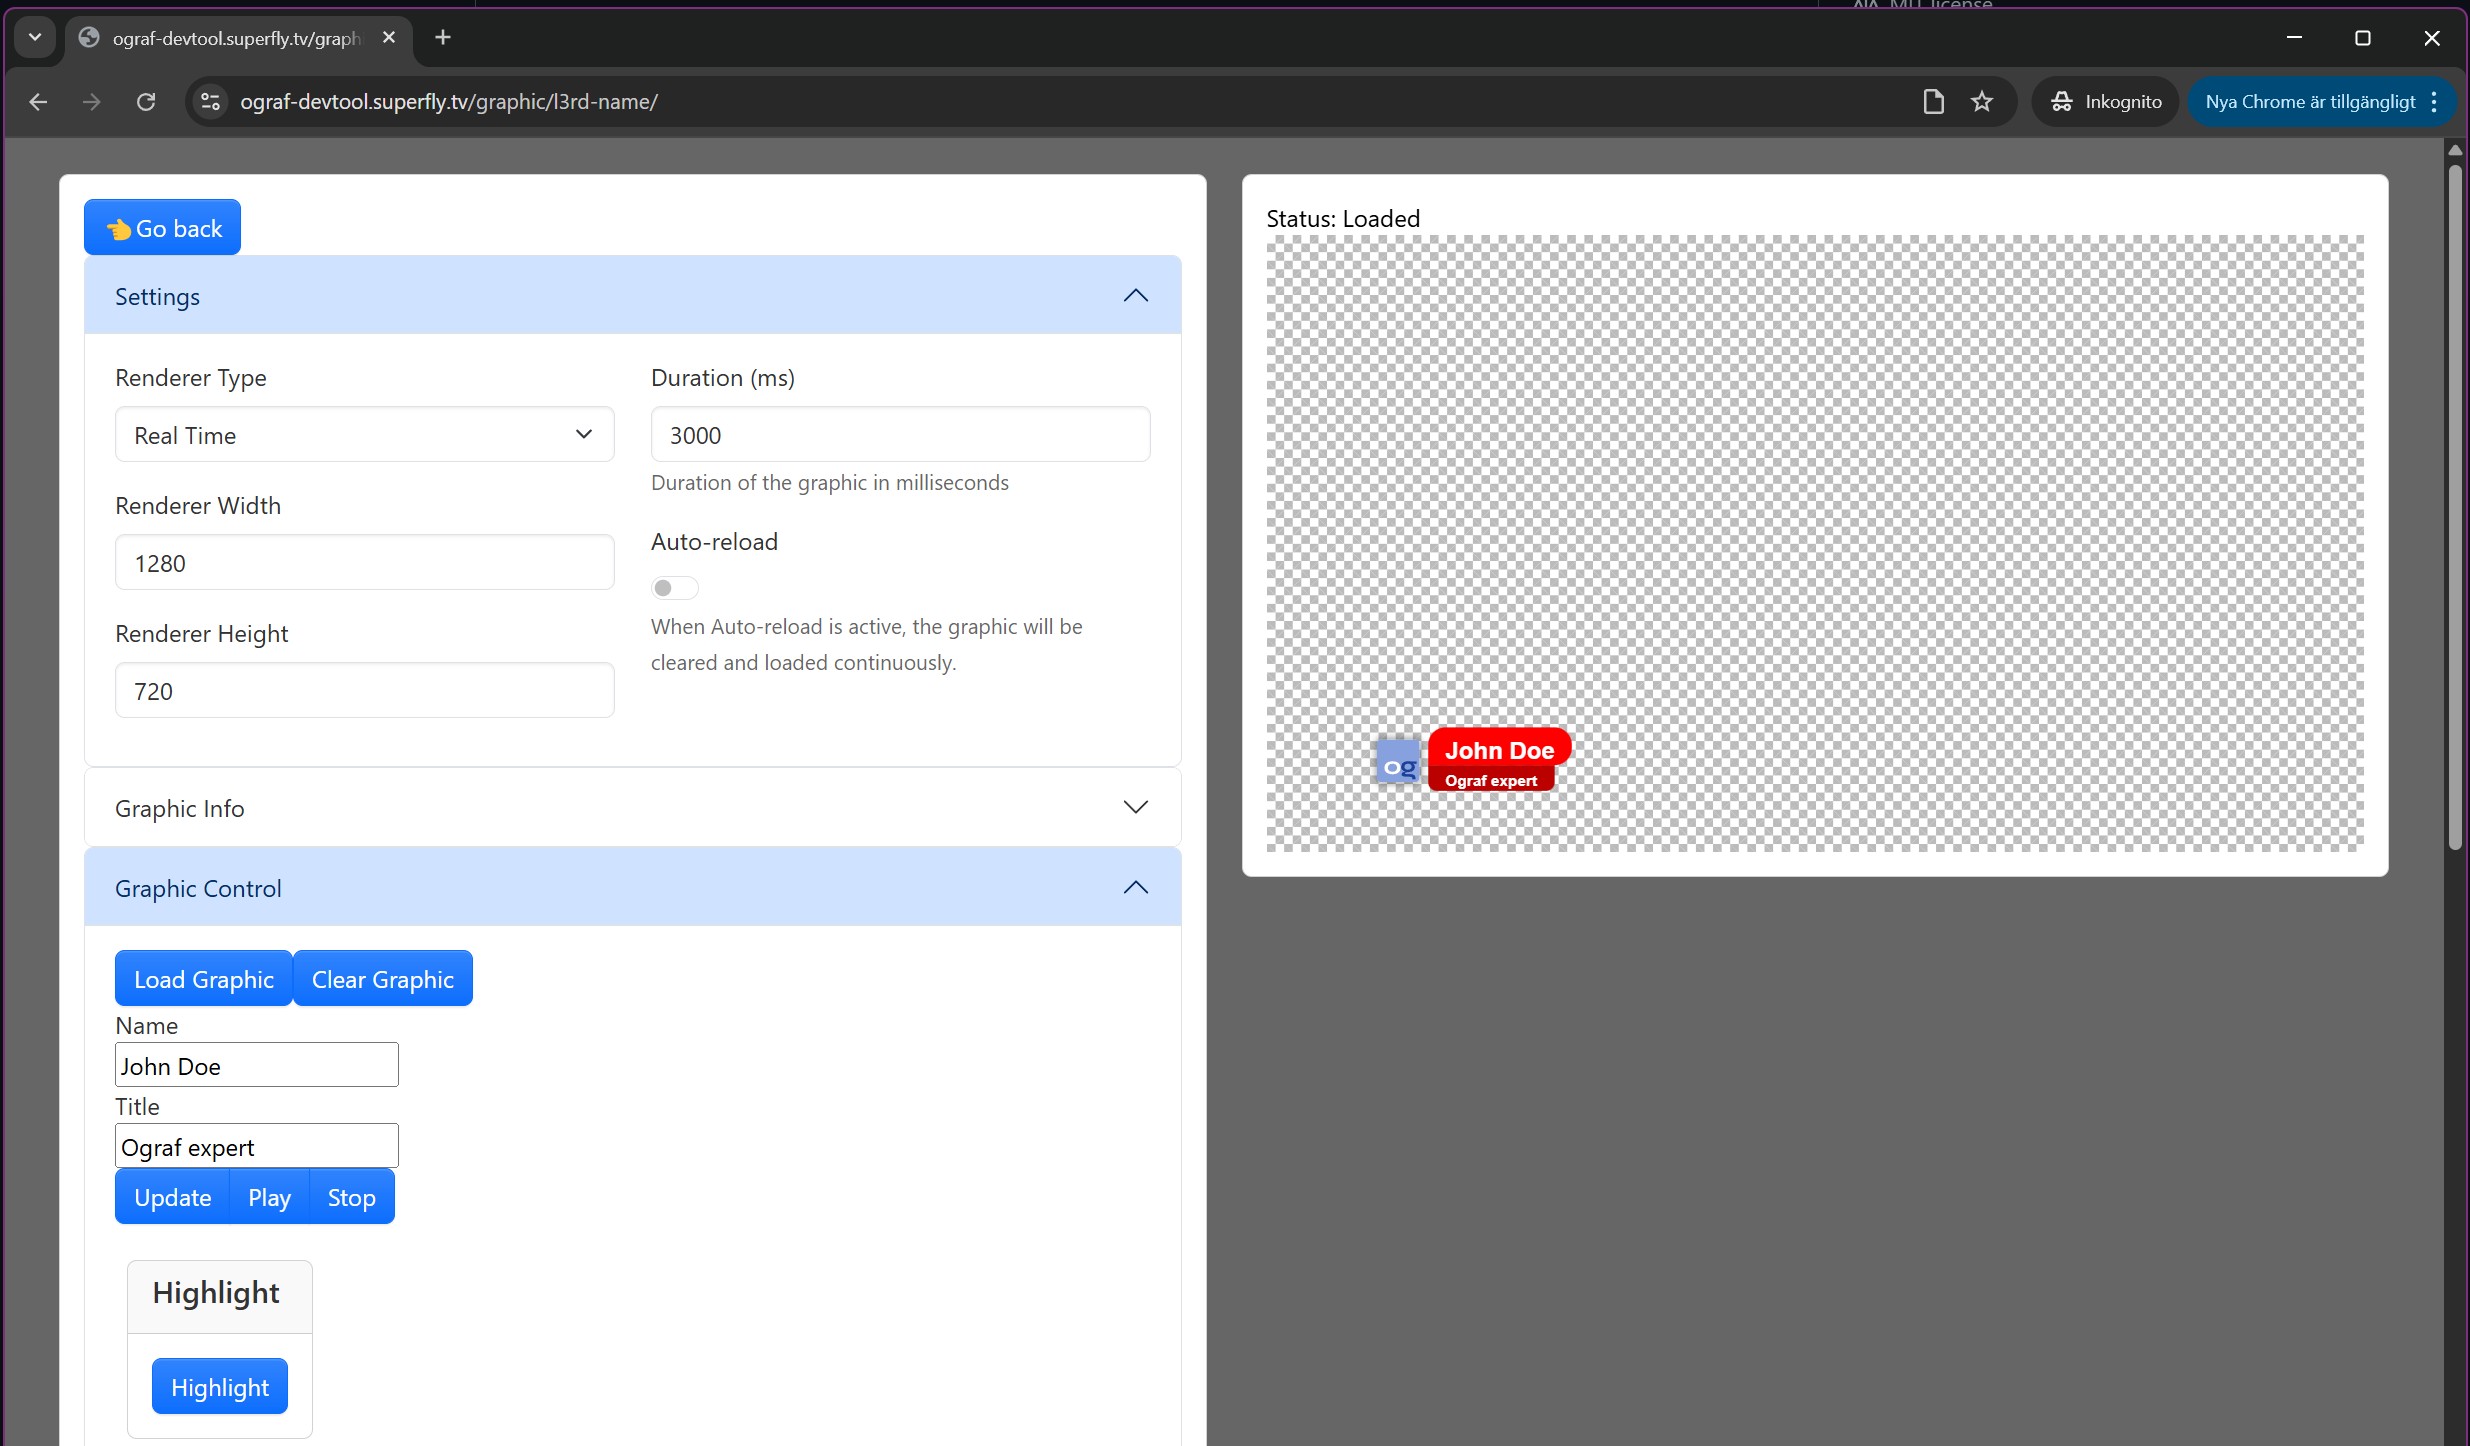 MIT license
ograf-devtool.superfly.tv/graph
ograf-devtool.superfly.tv/graphic/l3rd-name/
Inkognito
Nya Chrome är tillgängligt
Go back
Settings
Renderer Type
Real Time
Renderer Width
1280
Renderer Height
720
Duration (ms)
3000
Duration of the graphic in milliseconds
Auto-reload
When Auto-reload is active, the graphic will be
cleared and loaded continuously.
Graphic Info
Graphic Control
Load Graphic
Clear Graphic
Name
John Doe
Title
Ograf expert
Update
Play
Stop
Highlight
Highlight
Status: Loaded
og
John Doe
Ograf expert